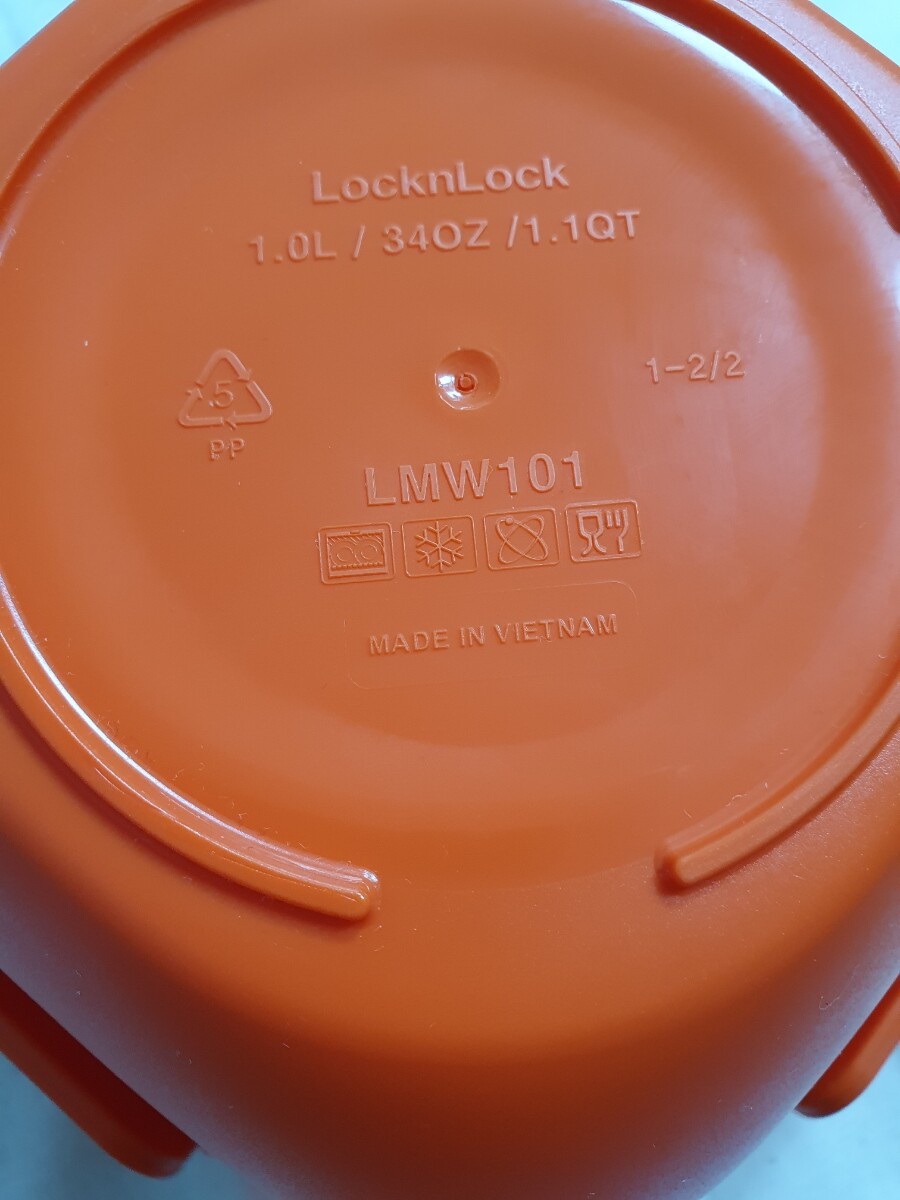 LocknLock
1.0L / 34OZ /1.1QT
5
PP
1-2/2
LMW101
MADE IN VIETNAM